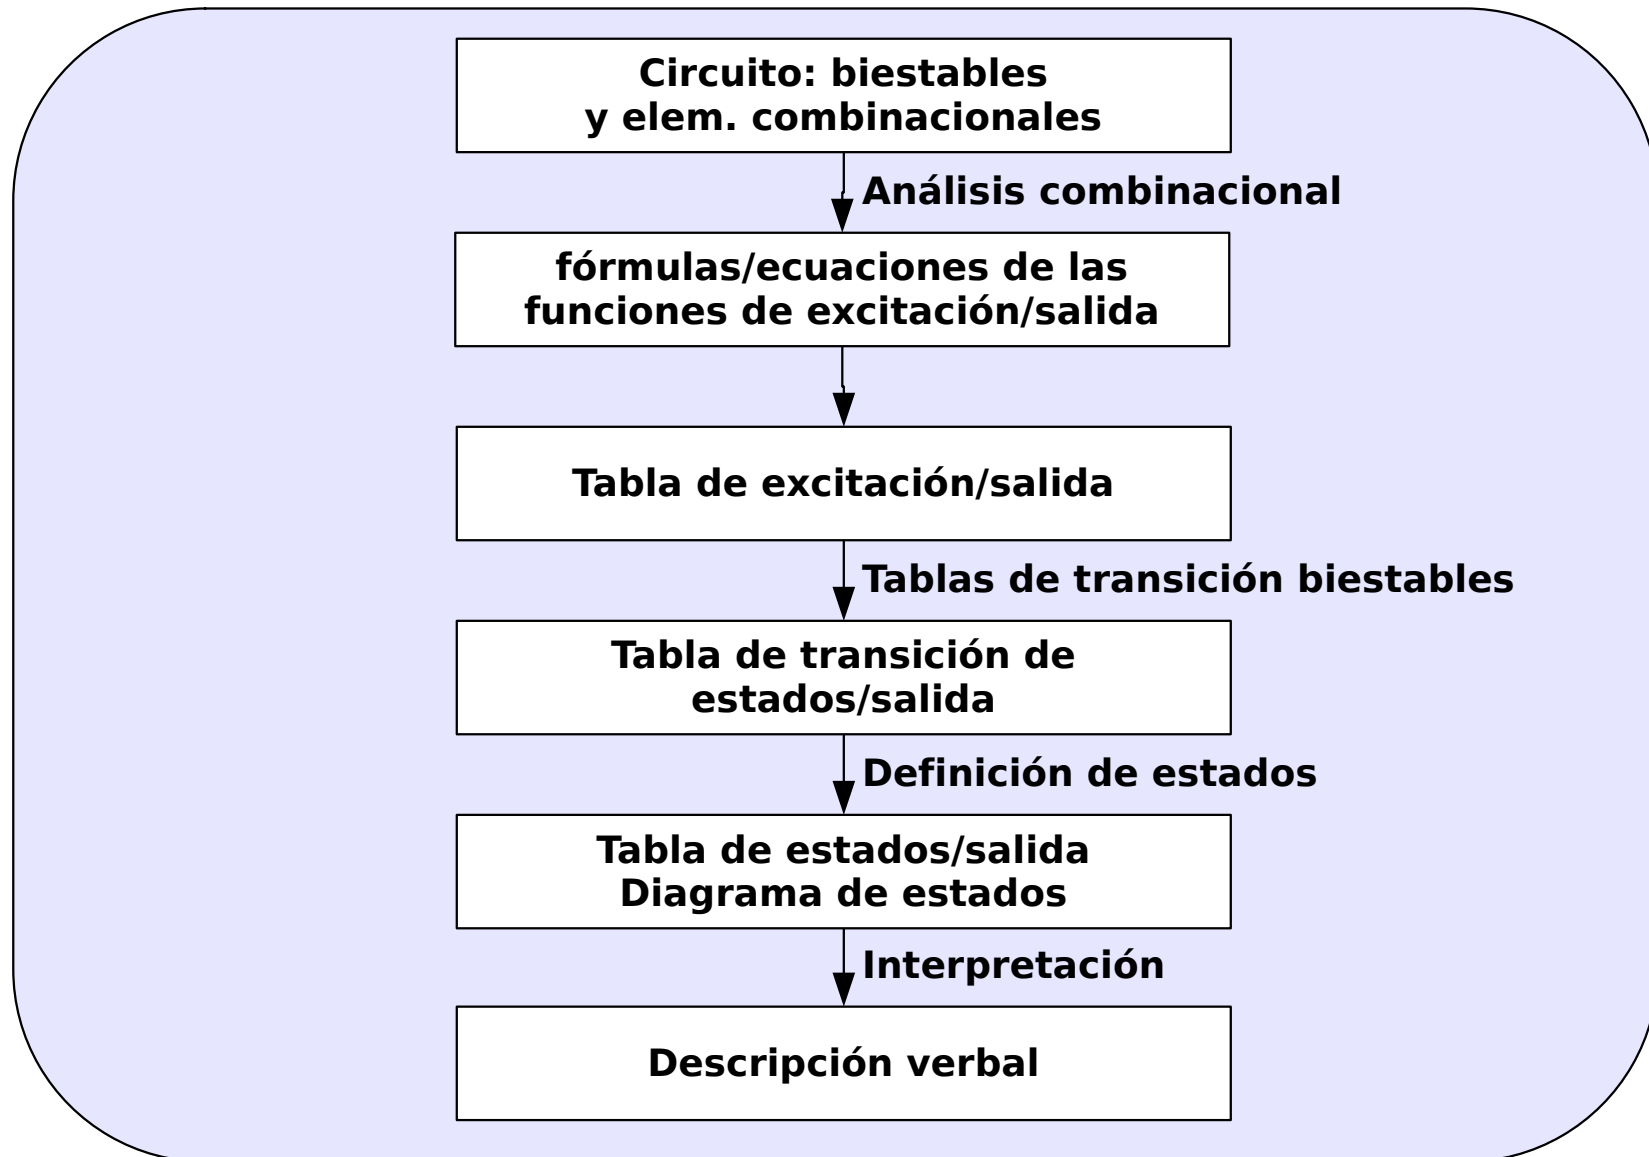 Circuito: biestables
y elem. combinacionales
Análisis combinacional
fórmulas/ecuaciones de las
funciones de excitación/salida
Tabla de excitación/salida
Tablas de transición biestables
Tabla de transición de
estados/salida
Definición de estados
Tabla de estados/salida
Diagrama de estados
Interpretación
Descripción verbal